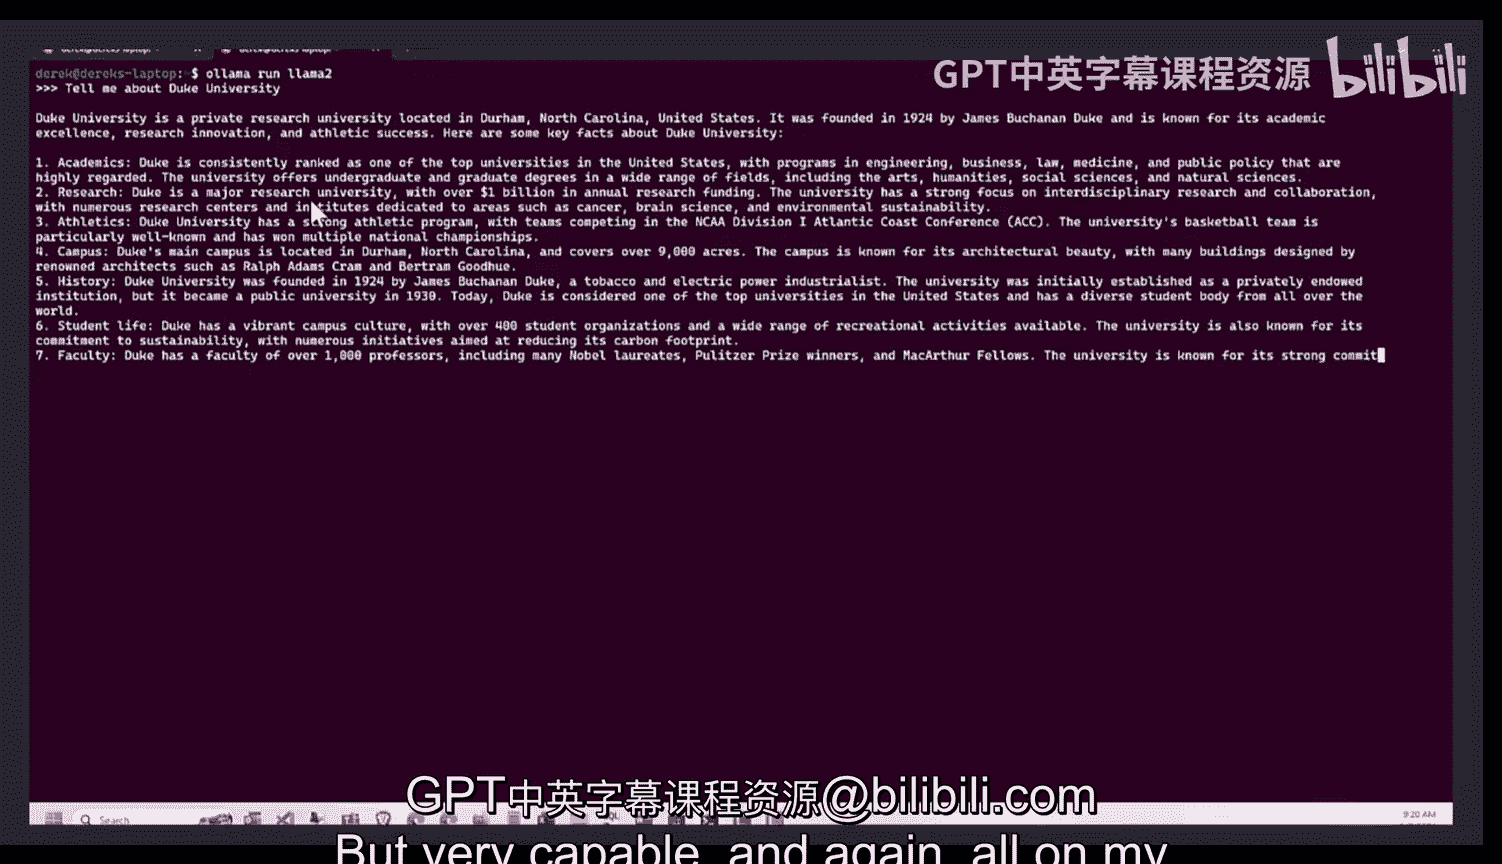 GPT中英字幕课程资源 bilibili
derek@dereks-laptop: $ ollama run llama2
>>> Tell me about Duke University
Duke University is a private research university located in Durham, North Carolina, United States. It was founded in 1924 by James Buchanan Duke and is known for its academic
excellence, research innovation, and athletic success. Here are some key facts about Duke University:
1. Academics: Duke is consistently ranked as one of the top universities in the United States, with programs in engineering, business, law, medicine, and public policy that are
highly regarded. The university offers undergraduate and graduate degrees in a wide range of fields, including the arts, humanities, social sciences, and natural sciences.
2. Research: Duke is a major research university, with over $1 billion in annual research funding. The university has a strong focus on interdisciplinary research and collaboration,
with numerous research centers and institutes dedicated to areas such as cancer, brain science, and environmental sustainability.
3. Athletics: Duke University has a strong athletic program, with teams competing in the NCAA Division I Atlantic Coast Conference (ACC). The university's basketball team is
particularly well-known and has won multiple national championships.
4. Campus: Duke's main campus is located in Durham, North Carolina, and covers over 9,000 acres. The campus is known for its architectural beauty, with many buildings designed by
renowned architects such as Ralph Adams Cram and Bertram Goodhue.
5. History: Duke University was founded in 1924 by James Buchanan Duke, a tobacco and electric power industrialist. The university was initially established as a privately endowed
institution, but it became a public university in 1930. Today, Duke is considered one of the top universities in the United States and has a diverse student body from all over the
world.
6. Student life: Duke has a vibrant campus culture, with over 400 student organizations and a wide range of recreational activities available. The university is also known for its
commitment to sustainability, with numerous initiatives aimed at reducing its carbon footprint.
7. Faculty: Duke has a faculty of over 1,000 professors, including many Nobel laureates, Pulitzer Prize winners, and MacArthur Fellows. The university is known for its strong commit
GPT中英字幕课程资源@bilibili.com
Search
9:20 AM
But very capable, and again, all on my